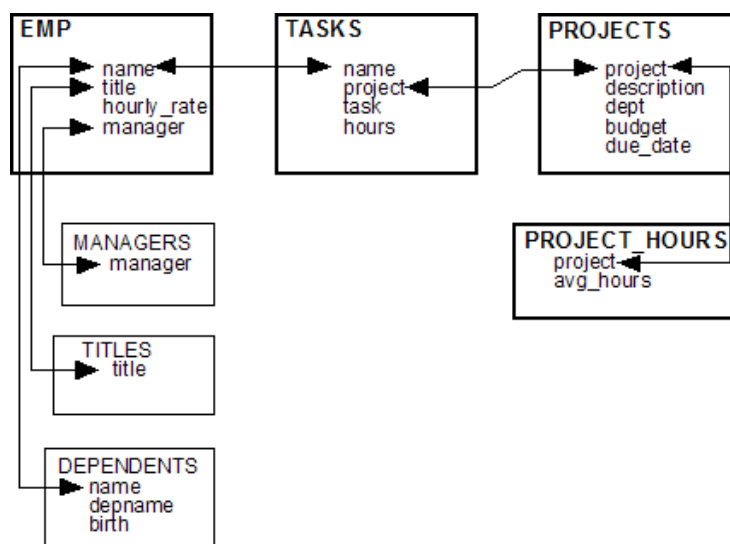 EMP
name
title
hourly_rate
manager
TASKS
name
project
task
hours
PROJECTS
project
description
dept
budget
due_date
MANAGERS
manager
PROJECT_HOURS
project
avg_hours
TITLES
title
DEPENDENTS
name
depname
birth